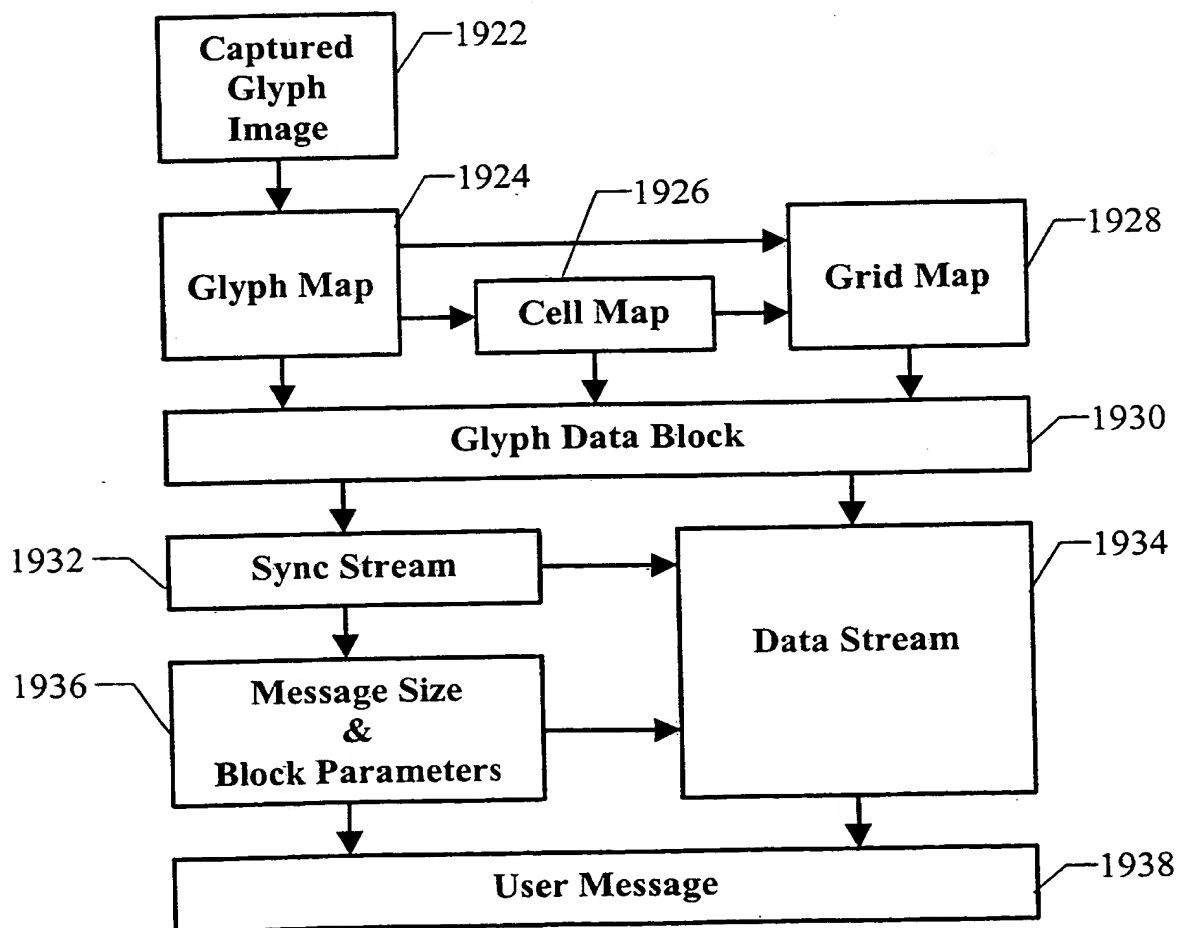 Captured
Glyph
Image
1922
1924
1926
1928
Glyph Map
Cell Map
Grid Map
Glyph Data Block
1930
1932
Sync Stream
1934
Data Stream
1936
Message Size
&
Block Parameters
User Message
1938